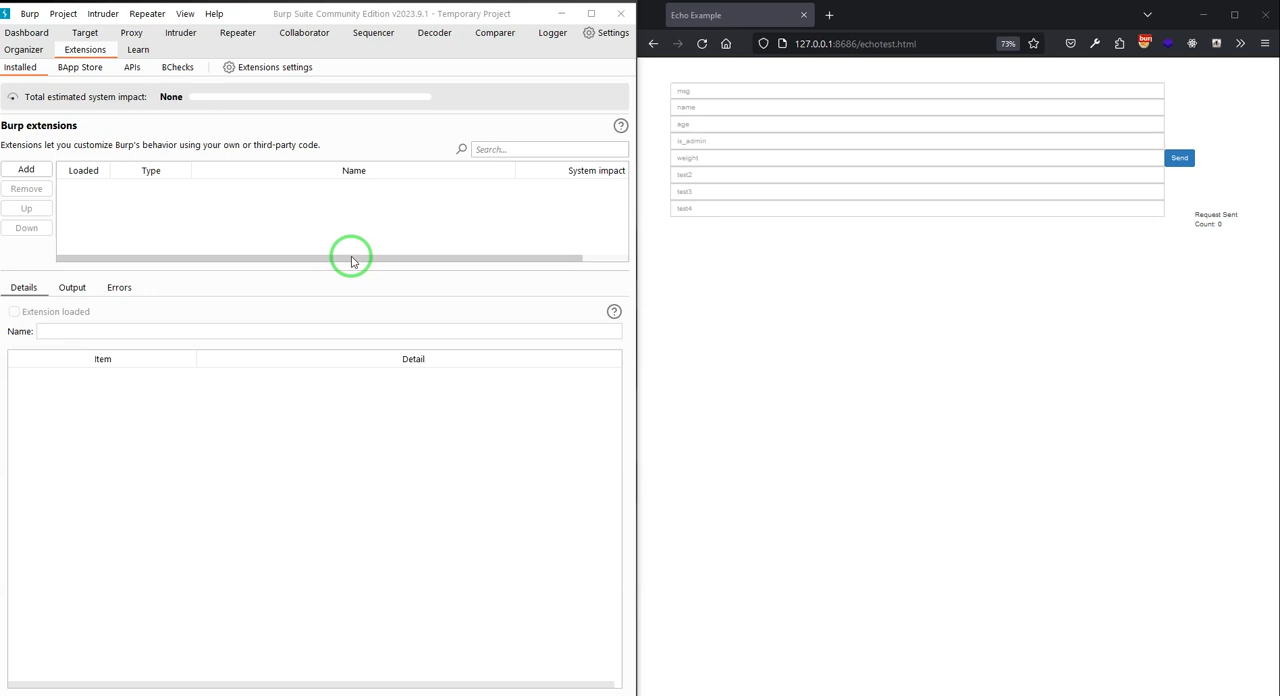 Burp Project Intruder Repeater View Help Burp Suite Community Edition v2023.9.1 - Temporary Project
Dashboard Target Proxy Intruder Repeater Collaborator Sequencer Decoder Comparer Logger Settings
Organizer Extensions Learn
Installed BApp Store APIs BChecks Extensions settings
Total estimated system impact: None
Burp extensions
Extensions let you customize Burp's behavior using your own or third-party code.
Search...
Add Loaded Type Name System impact
Remove
Up
Down
Details Output Errors
Extension loaded
Name:
Item Detail
Echo Example
127.0.0.1:8686/echotest.html 73%
msg
name
age
is_admin
weight Send
test2
test3
test4
Request Sent
Count: 0